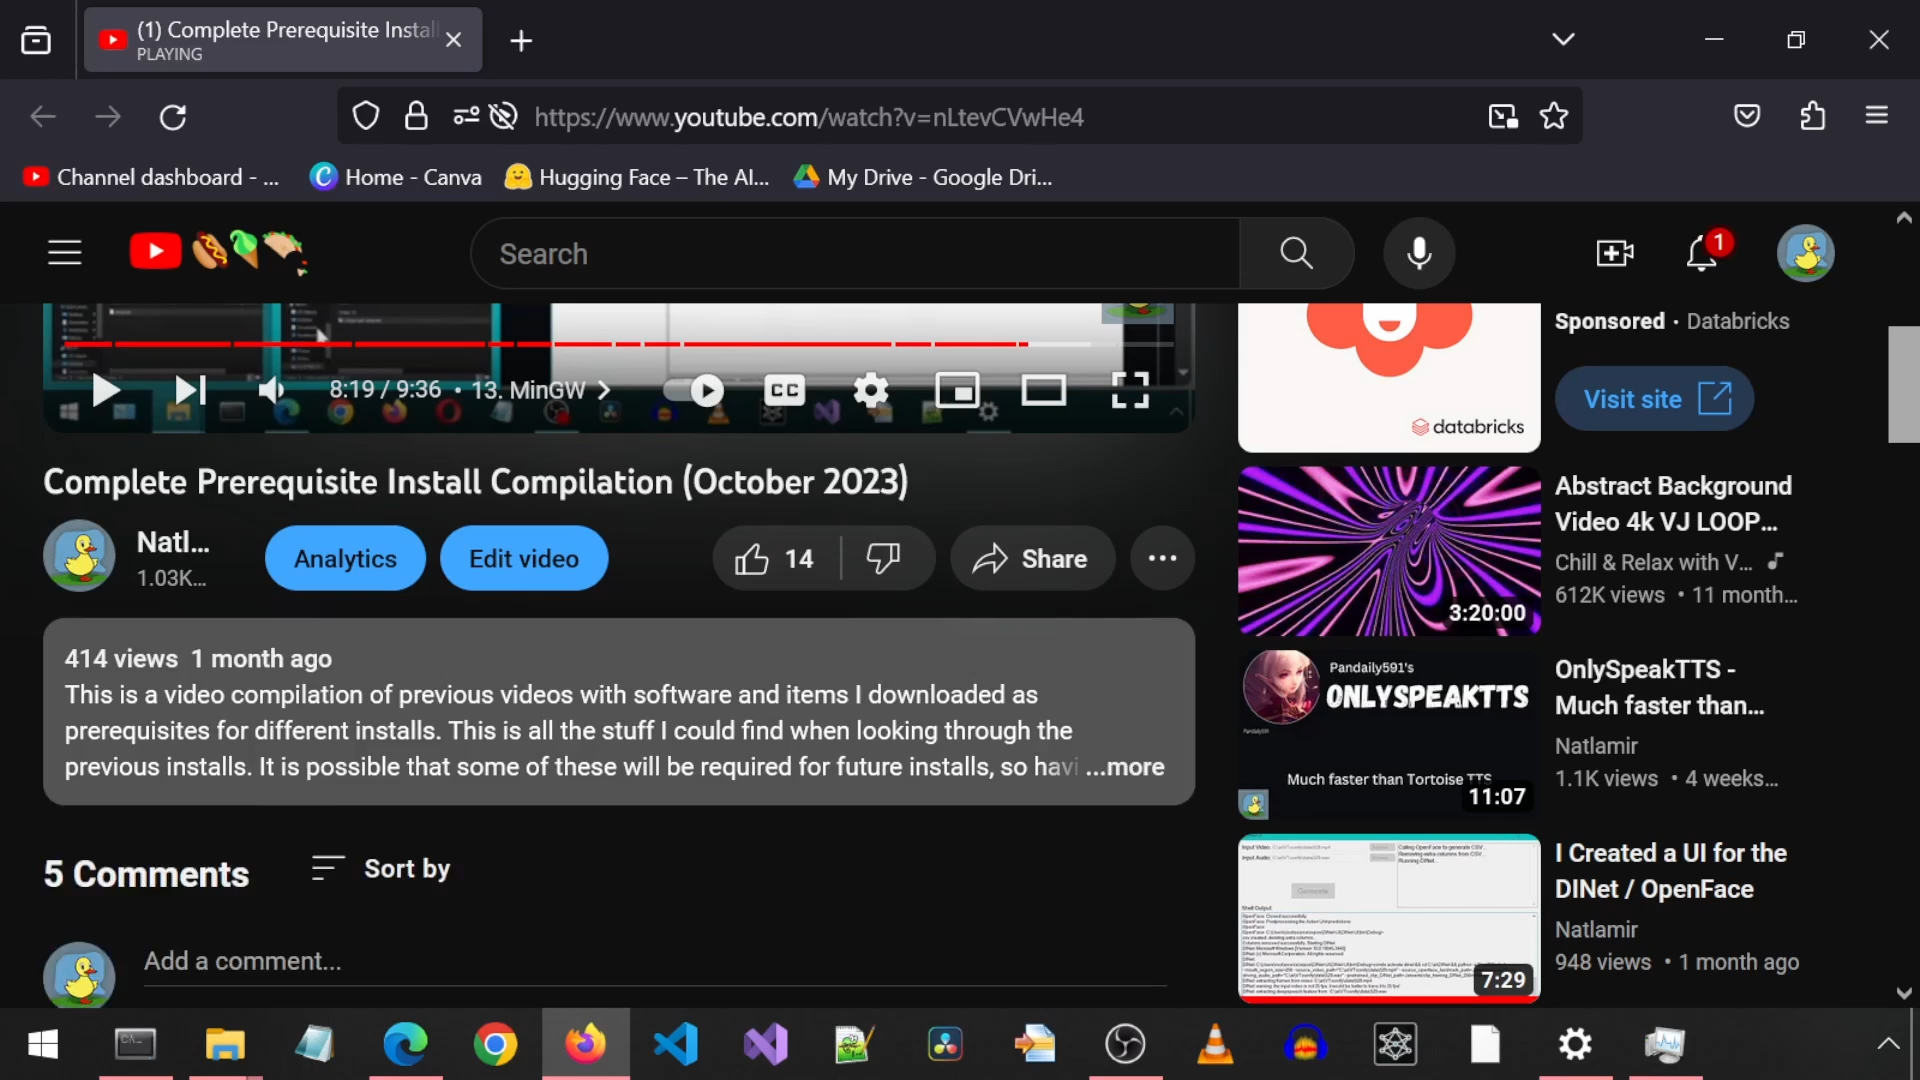 (1) Complete Prerequisite Instal
PLAYING
https://www.youtube.com/watch?v=nLtevCVwHe4
Channel dashboard - ...
Home - Canva
Hugging Face – The AI...
My Drive - Google Dri...
Search
1
8:19 / 9:36 • 13. MinGW
CC
Sponsored · Databricks
Visit site
databricks
Complete Prerequisite Install Compilation (October 2023)
Natl...
1.03K...
Analytics
Edit video
14
Share
414 views 1 month ago
This is a video compilation of previous videos with software and items I downloaded as
prerequisites for different installs. This is all the stuff I could find when looking through the
previous installs. It is possible that some of these will be required for future installs, so havi ...more
5 Comments
Sort by
Add a comment...
Abstract Background
Video 4k VJ LOOP...
Chill & Relax with V...
612K views • 11 month...
3:20:00
Pandaily591's
ONLYSPEAKTTS
Much faster than Tortoise TTS
11:07
OnlySpeakTTS -
Much faster than...
Natlamir
1.1K views • 4 weeks...
Generate
Shell Output
7:29
I Created a UI for the
DINet / OpenFace
Natlamir
948 views • 1 month ago